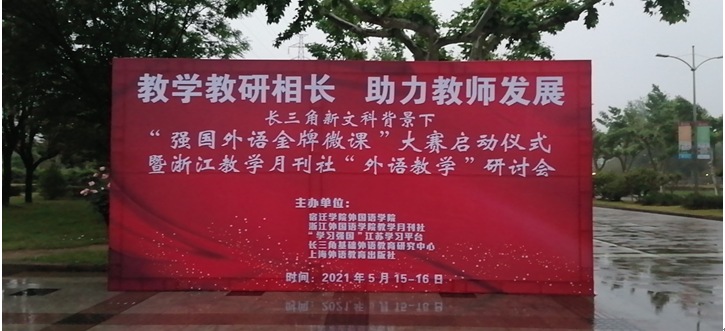 教学教研相长 助力教师发展
长三角新文科背景下
“强国外语金牌微课”大赛启动仪式
暨浙江教学月刊社“外语教学”研讨会
主办单位：
宿迁学院外国语学院
浙江外国语学院教学月刊社
“学习强国”江苏学习平台
长三角基础外语教育研究中心
上海外语教育出版社
时间：2021年5月15-16日